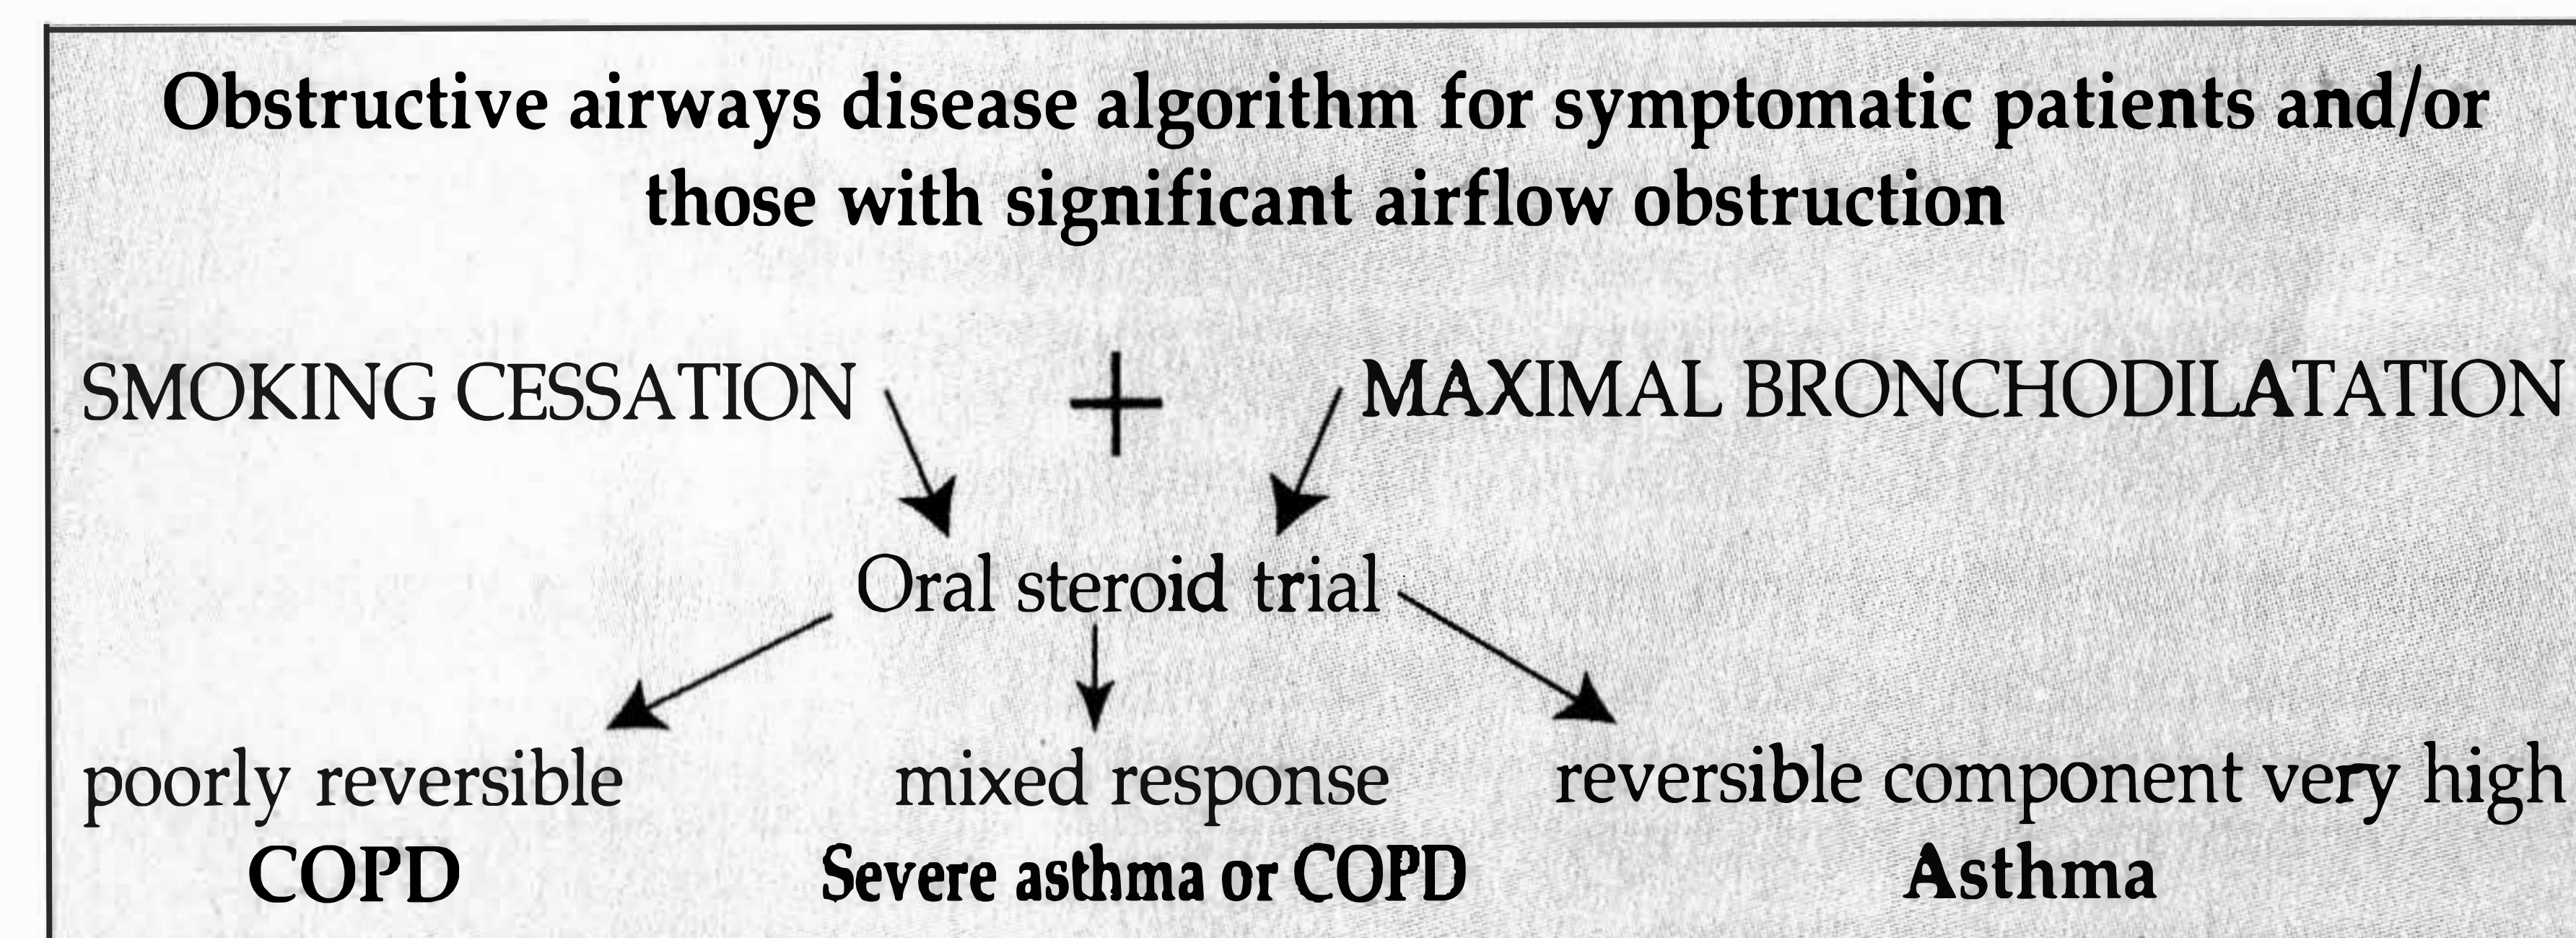 Obstructive airways disease algorithm for symptomatic patients and/or
those with significant airflow obstruction
SMOKING CESSATION + MAXIMAL BRONCHODILATATION
Oral steroid trial
poorly reversible mixed response reversible component very high
COPD Severe asthma or COPD Asthma